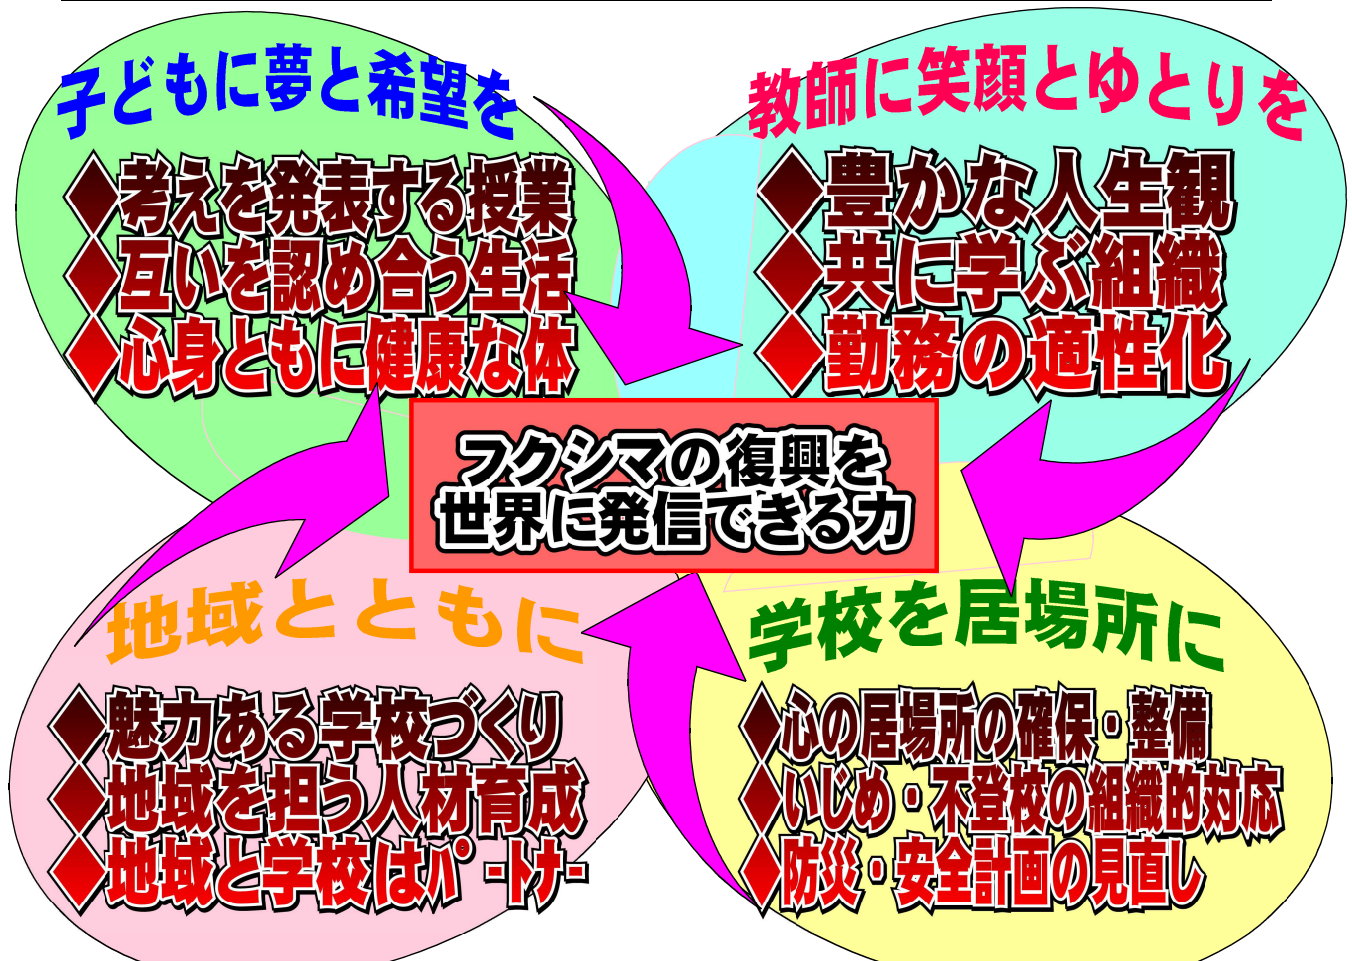 子どもに夢と希望を
◆考えを発表する授業
◆互いを認め合う生活
◆心身ともに健康な体
教師に笑顔とゆとりを
◆豊かな人生観
◆共に学ぶ組織
◆勤務の適性化
フクシマの復興を
世界に発信できる力
地域とともに
◆魅力ある学校づくり
◆地域を担う人材育成
◆地域と学校はパートナー
学校を居場所に
◆心の居場所の確保・整備
◆いじめ・不登校の組織的対応
◆防災・安全計画の見直し